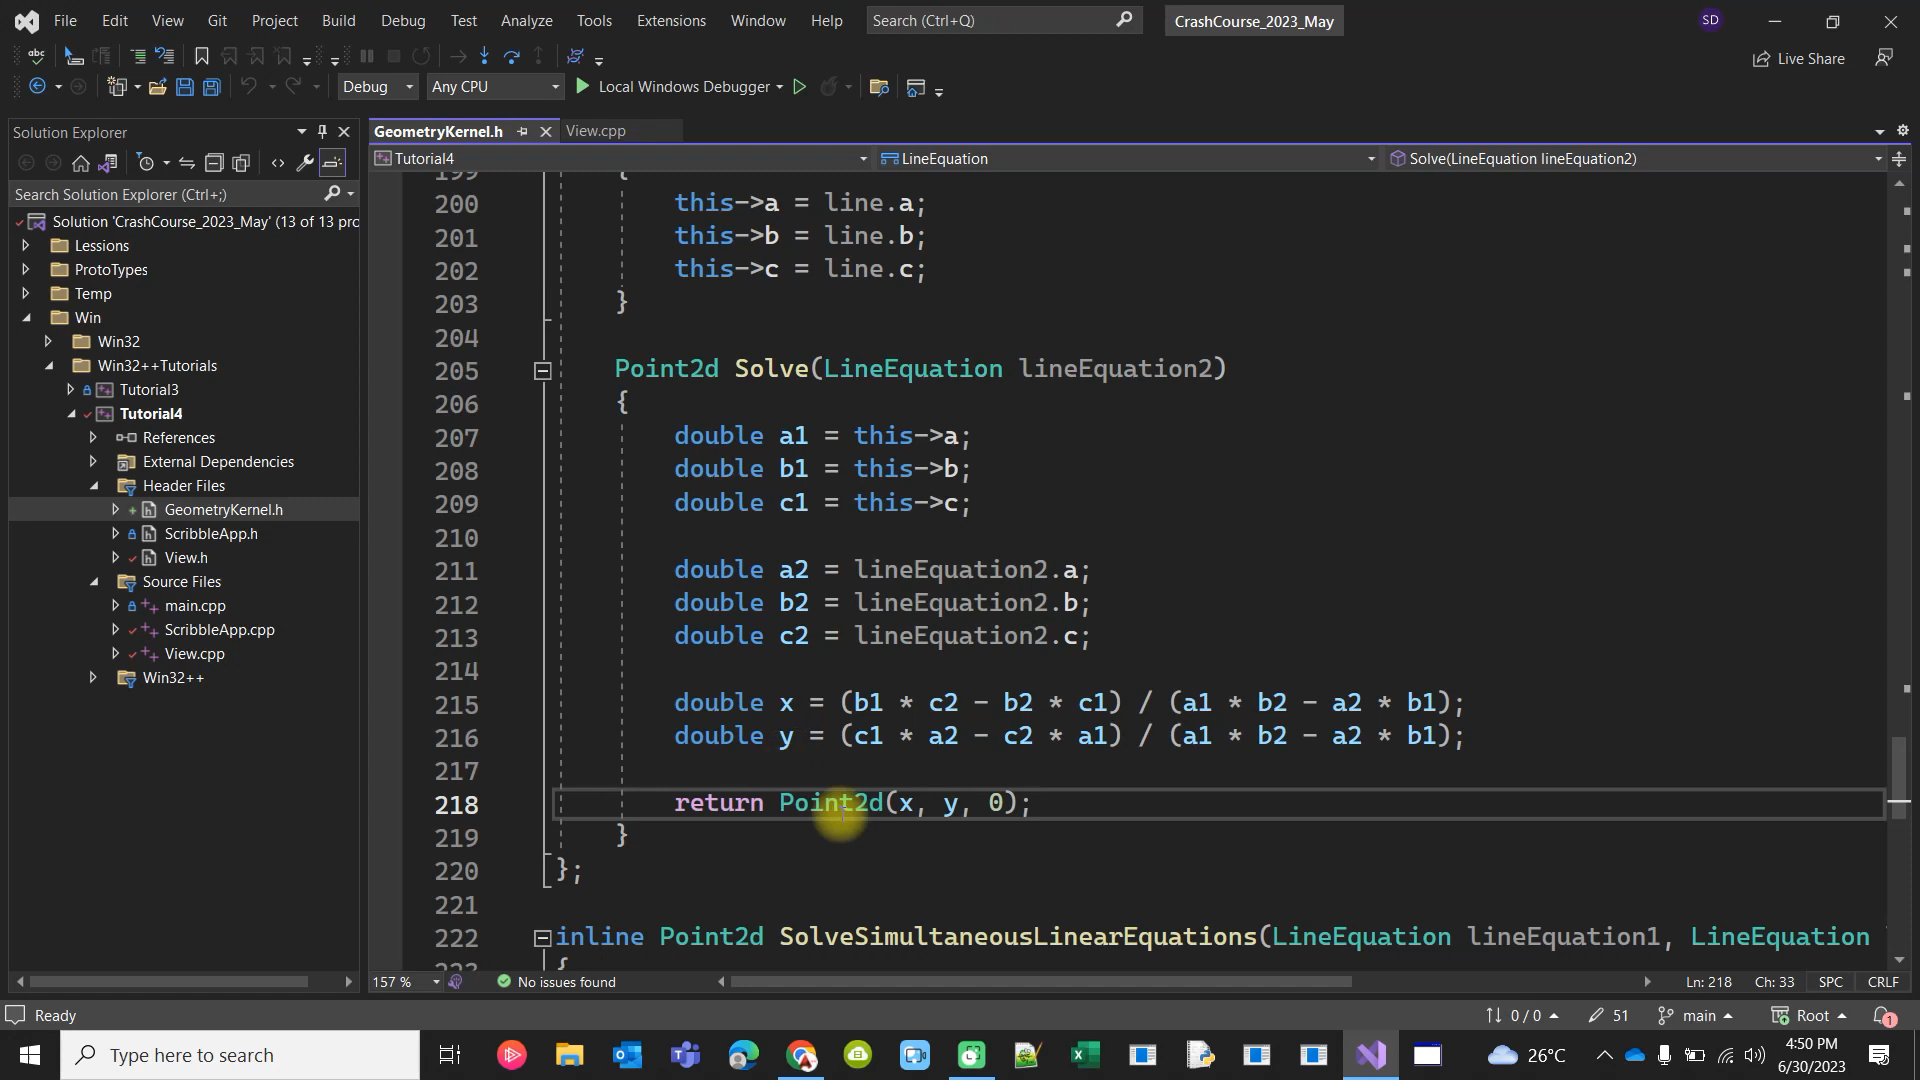 File Edit View Git Project Build Debug Test Analyze Tools Extensions Window Help Search (Ctrl+Q) CrashCourse_2023_May SD
Live Share
Debug Any CPU Local Windows Debugger
Solution Explorer
Search Solution Explorer (Ctrl+;)
Solution 'CrashCourse_2023_May' (13 of 13 pro
Lessions
ProtoTypes
Temp
Win
Win32
Win32++Tutorials
Tutorial3
Tutorial4
References
External Dependencies
Header Files
GeometryKernel.h
ScribbleApp.h
View.h
Source Files
main.cpp
ScribbleApp.cpp
View.cpp
Win32++
GeometryKernel.h View.cpp
Tutorial4 LineEquation Solve(LineEquation lineEquation2)
199 {
200 this->a = line.a;
201 this->b = line.b;
202 this->c = line.c;
203 }
204
205 Point2d Solve(LineEquation lineEquation2)
206 {
207 double a1 = this->a;
208 double b1 = this->b;
209 double c1 = this->c;
210
211 double a2 = lineEquation2.a;
212 double b2 = lineEquation2.b;
213 double c2 = lineEquation2.c;
214
215 double x = (b1 * c2 - b2 * c1) / (a1 * b2 - a2 * b1);
216 double y = (c1 * a2 - c2 * a1) / (a1 * b2 - a2 * b1);
217
218 return Point2d(x, y, 0);
219 }
220 };
221
222 inline Point2d SolveSimultaneousLinearEquations(LineEquation lineEquation1, LineEquation
223 {
157 % No issues found Ln: 218 Ch: 33 SPC CRLF
Ready 0 / 0 51 main Root 1
Type here to search 26°C 4:50 PM
6/30/2023